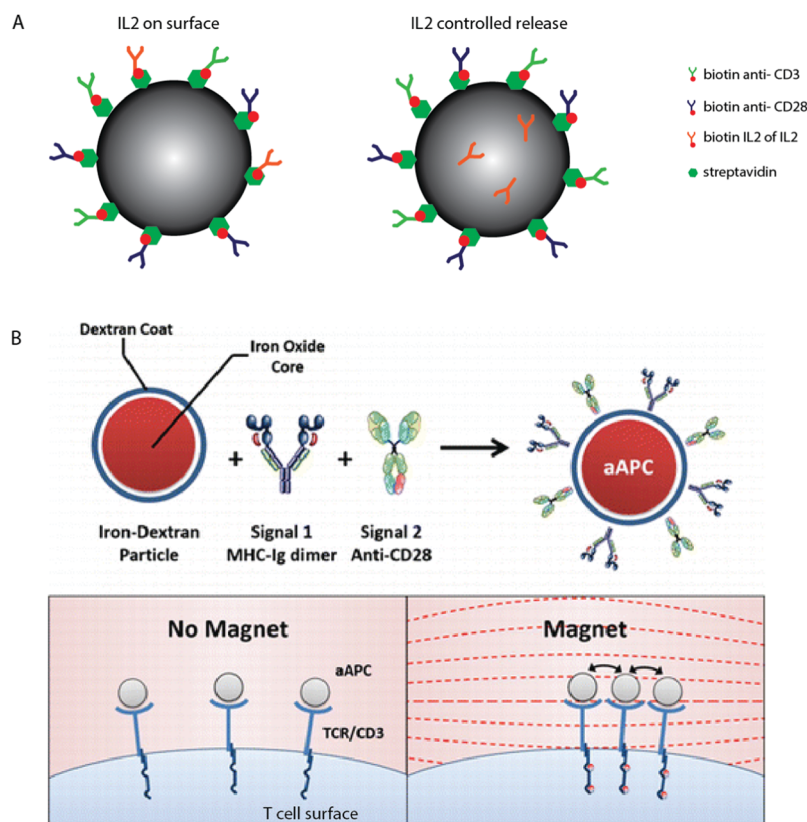 A
IL2 on surface
IL2 controlled release
biotin anti- CD3
biotin anti- CD28
biotin IL2 of IL2
streptavidin
B
Dextran Coat
Iron Oxide
Core
+
+
aAPC
Iron-Dextran
Particle
Signal 1
MHC-Ig dimer
Signal 2
Anti-CD28
No Magnet
aAPC
TCR/CD3
T cell surface
Magnet